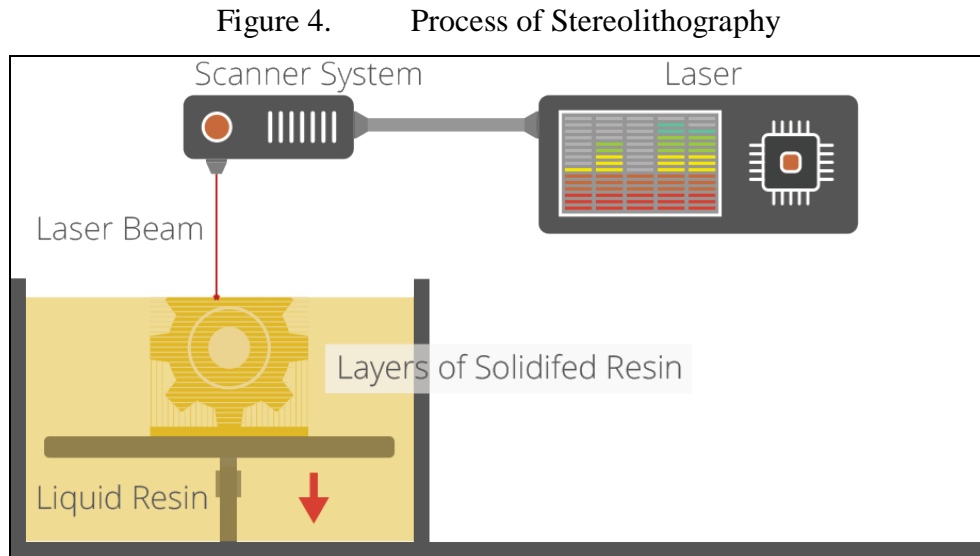 Figure 4. Process of Stereolithography
Scanner System
Laser
Laser Beam
Layers of Solidifed Resin
Liquid Resin